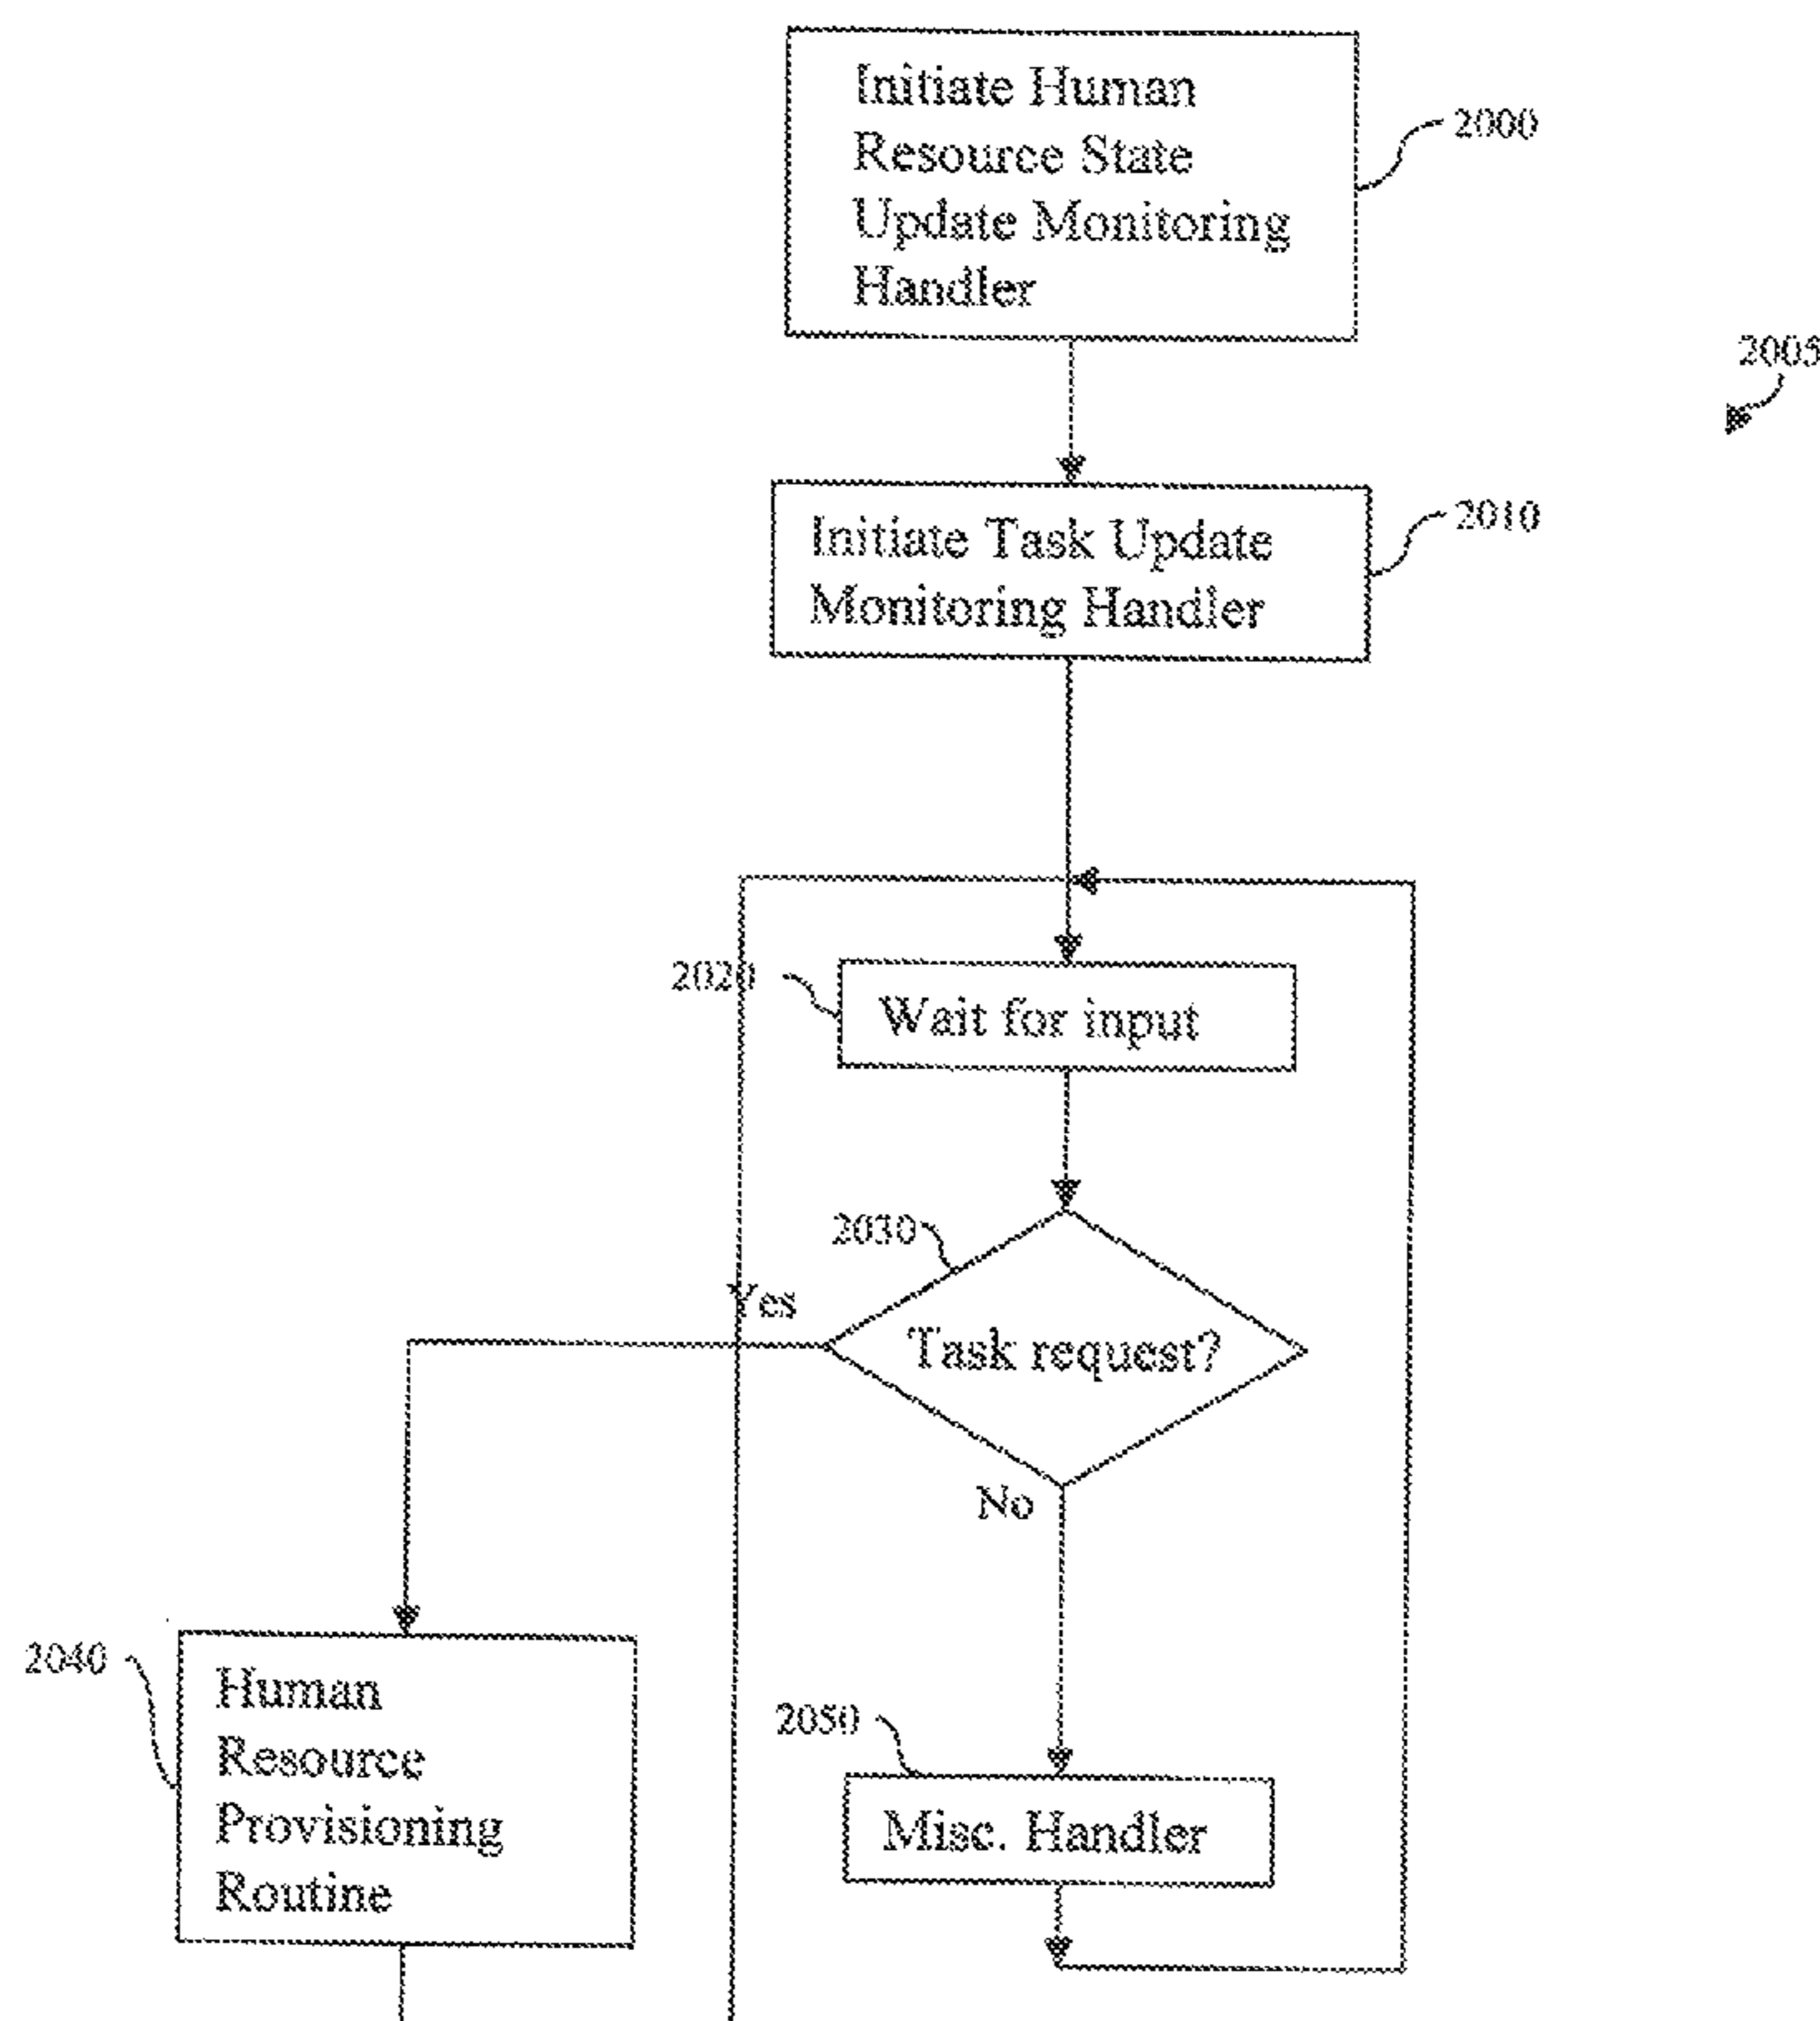 Initiate Human
Resource State
Update Monitoring
Handler
2000
2005
Initiate Task Update
Monitoring Handler
2010
2020
Wait for input
2030
Yes
Task request?
No
2040
Human
Resource
Provisioning
Routine
2050
Misc. Handler